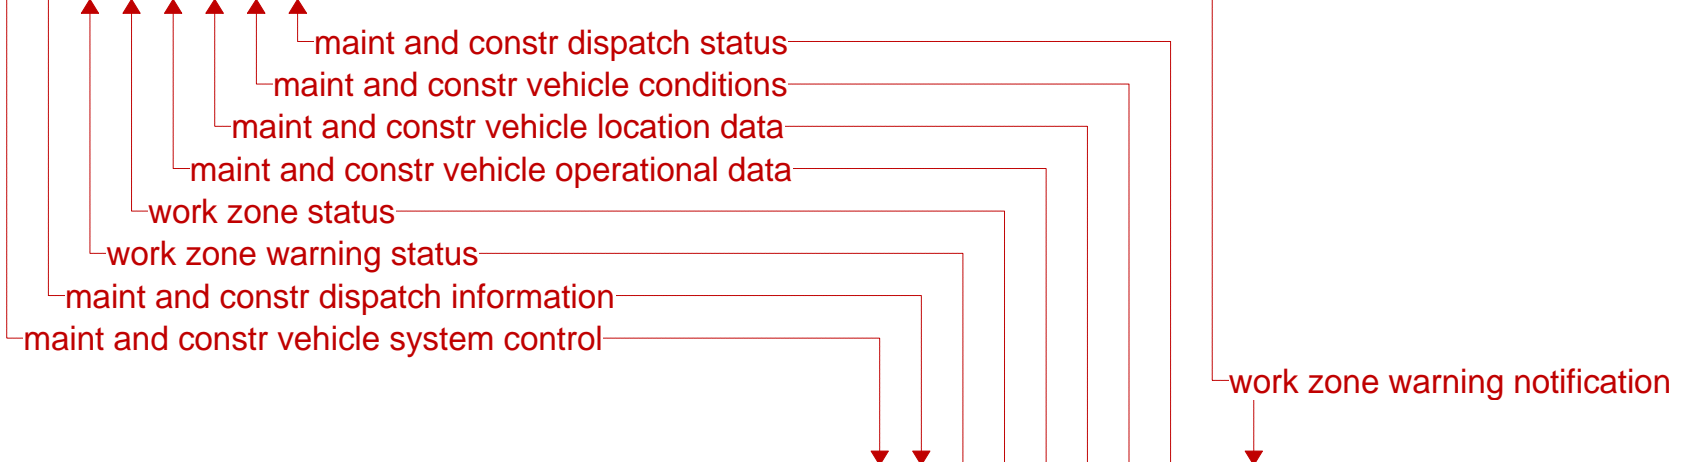 maint and constr dispatch status
maint and constr vehicle conditions
maint and constr vehicle location data
maint and constr vehicle operational data
work zone status
work zone warning status
maint and constr dispatch information
maint and constr vehicle system control
work zone warning notification